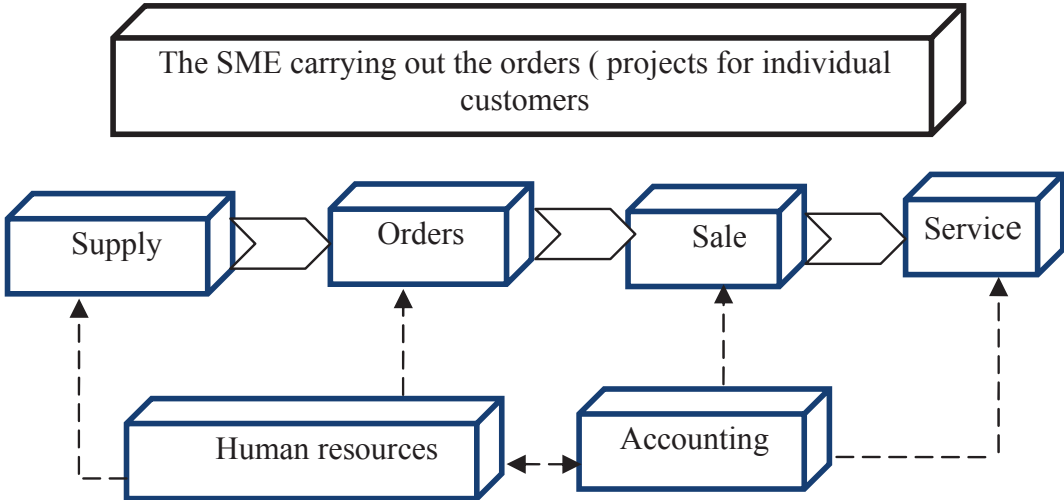 The SME carrying out the orders ( projects for individual
customers
Supply
Orders
Sale
Service
Human resources
Accounting